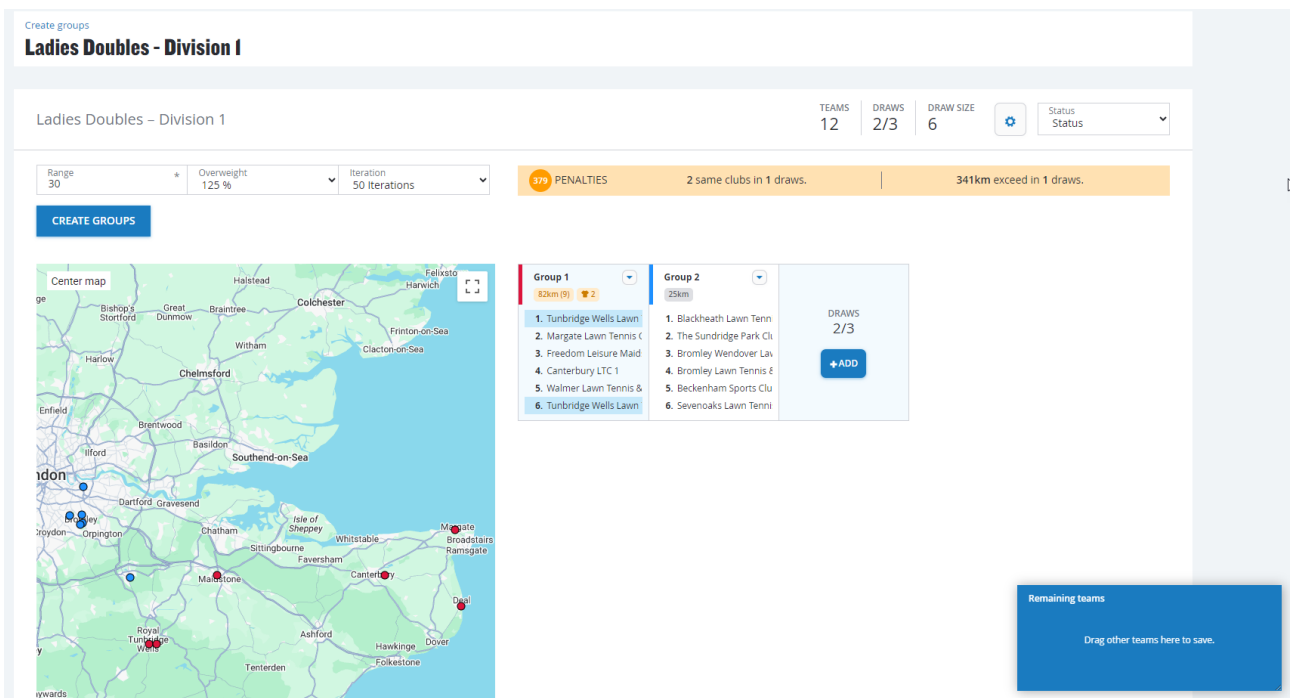 Create groups
Ladies Doubles - Division 1
Ladies Doubles – Division 1
TEAMS
12
DRAWS
2/3
DRAW SIZE
6
Status
Status
Range
30
*
Overweight
125 %
Iteration
50 Iterations
379 PENALTIES
2 same clubs in 1 draws.
341km exceed in 1 draws.
CREATE GROUPS
Center map
Felixsto
Harwich
Halstead
Colchester
Bishop's
Stortford
Great
Dunmow
Braintree
Frinton-on-Sea
Witham
Clacton-on-Sea
Harlow
Chelmsford
Enfield
Brentwood
Basildon
Ilford
Southend-on-Sea
ndon
Dartford
Gravesend
Isle of
Sheppey
Croydon
Orpington
Chatham
Sittingbourne
Whitstable
Margate
Broadstairs
Ramsgate
Faversham
Maidstone
Canterbury
Deal
Royal
Tunbridge
Wells
Ashford
Hawkinge
Dover
Folkestone
Tenterden
ywards
Group 1
82km (9)
2
1. Tunbridge Wells Lawn
2. Margate Lawn Tennis C
3. Freedom Leisure Maid
4. Canterbury LTC 1
5. Walmer Lawn Tennis &
6. Tunbridge Wells Lawn
Group 2
25km
1. Blackheath Lawn Tenn
2. The Sundridge Park Clu
3. Bromley Wendover Law
4. Bromley Lawn Tennis &
5. Beckenham Sports Clu
6. Sevenoaks Lawn Tenni
DRAWS
2/3
+ADD
Remaining teams
Drag other teams here to save.